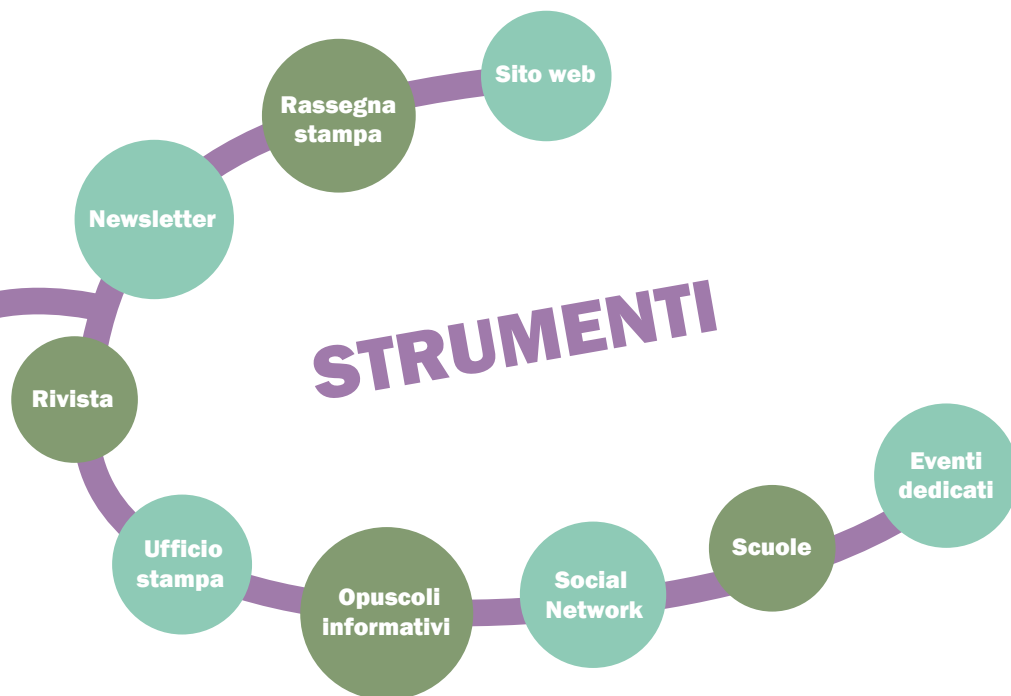 Sito web
Rassegna
stampa
Newsletter
STRUMENTI
Rivista
Ufficio
stampa
Opuscoli
informativi
Social
Network
Scuole
Eventi
dedicati